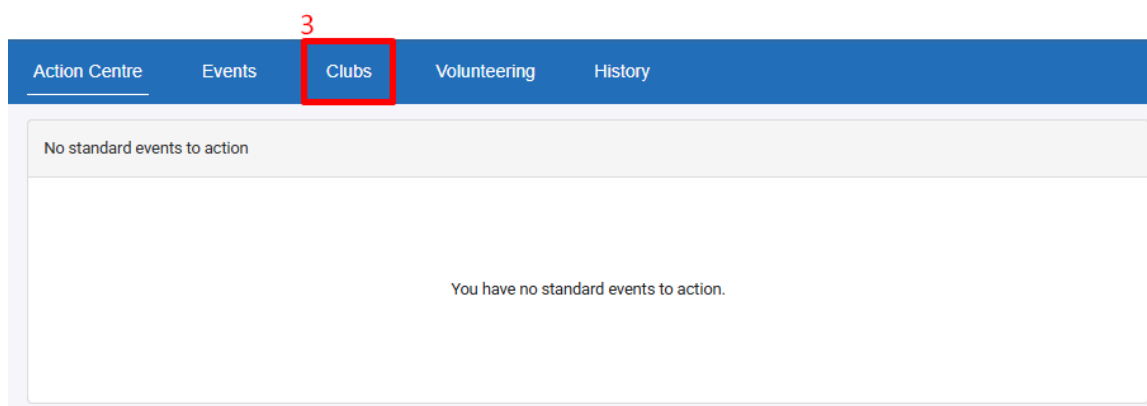 3
Action Centre Events Clubs Volunteering History
No standard events to action
You have no standard events to action.